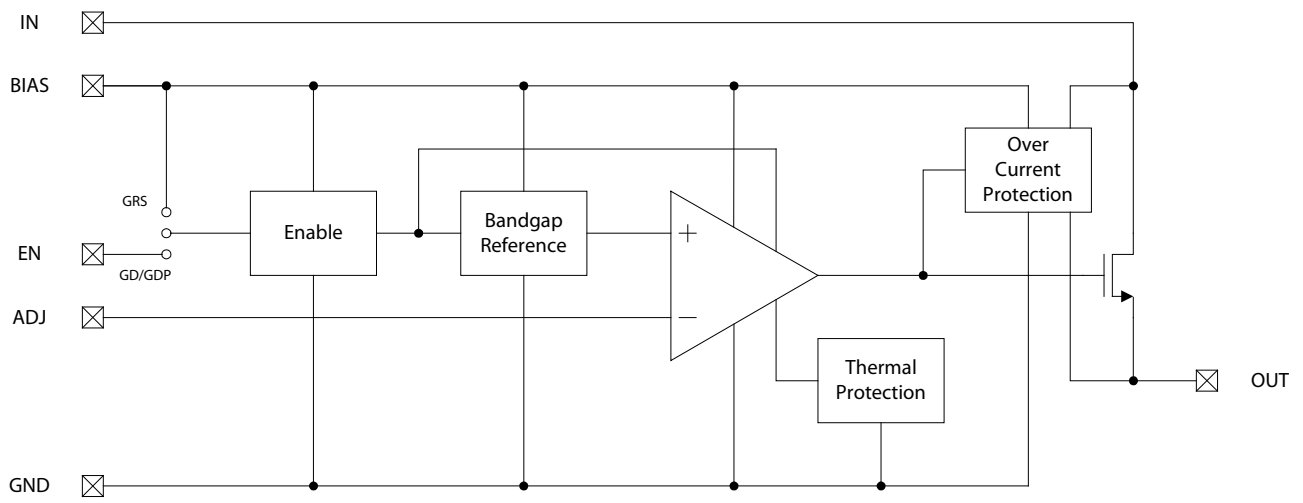 IN
BIAS
Over
Current
Protection
GRS
Enable
Bandgap
Reference
+
EN
GD/GDP
ADJ
−
Thermal
Protection
OUT
GND